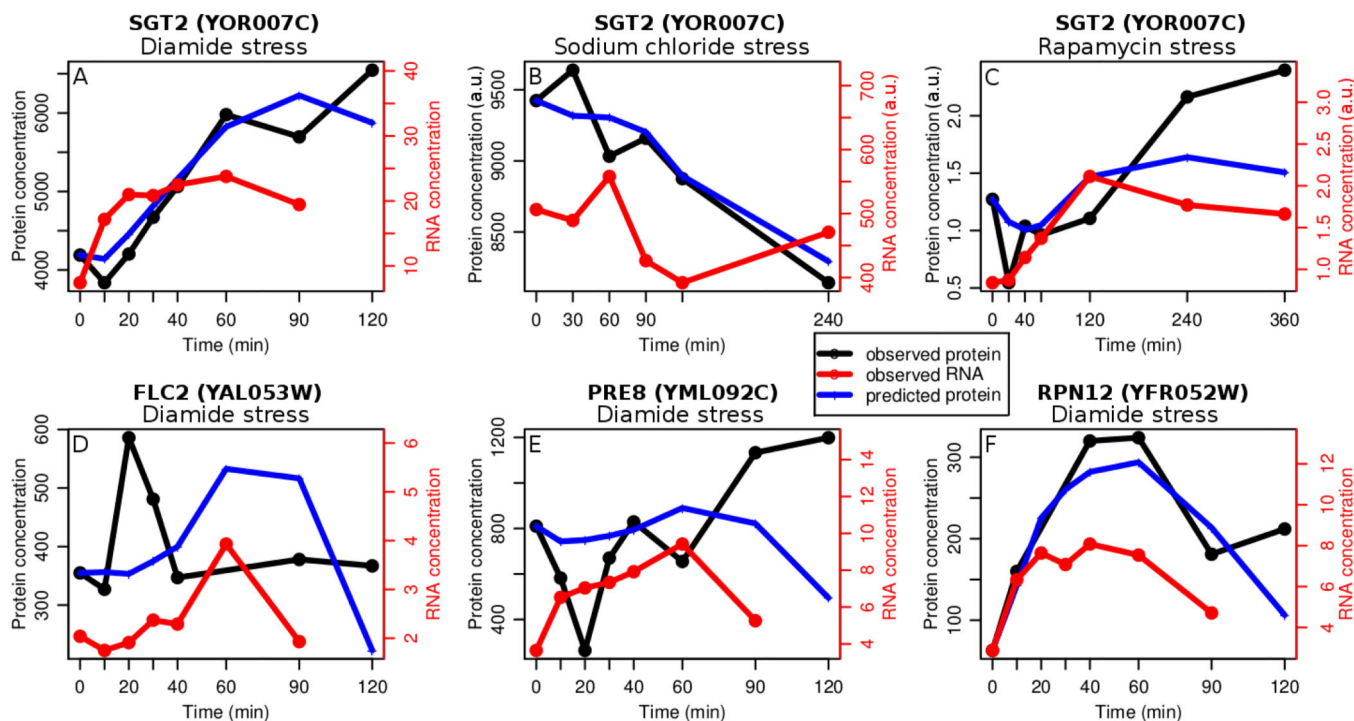 SGT2 (YOR007C)
Diamide stress
A
Protein concentration
4000 5000 6000
RNA concentration
10 20 30 40
0 20 40 60 90 120
Time (min)
SGT2 (YOR007C)
Sodium chloride stress
B
Protein concentration (a.u.)
8500 9000 9500
RNA concentration (a.u.)
400 500 600 700
0 30 60 90 240
Time (min)
SGT2 (YOR007C)
Rapamycin stress
C
Protein concentration (a.u.)
0.5 1.0 1.5 2.0
RNA concentration (a.u.)
1.0 1.5 2.0 2.5 3.0
0 40 120 240 360
Time (min)
observed protein
observed RNA
predicted protein
FLC2 (YAL053W)
Diamide stress
D
Protein concentration
300 400 500 600
RNA concentration
2 3 4 5 6
0 20 40 60 90 120
Time (min)
PRE8 (YML092C)
Diamide stress
E
Protein concentration
400 600 800 1200
RNA concentration
4 6 8 10 12 14
0 20 40 60 90 120
Time (min)
RPN12 (YFR052W)
Diamide stress
F
Protein concentration
100 200 300
RNA concentration
4 6 8 10 12
0 20 40 60 90 120
Time (min)